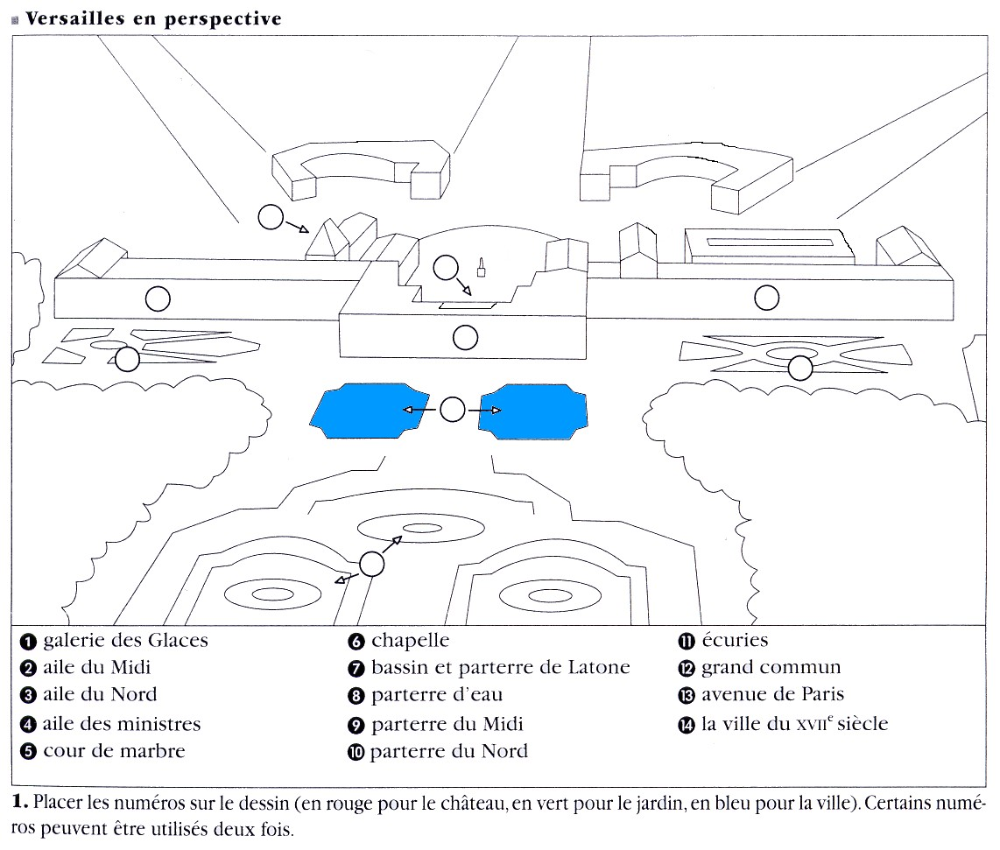 Versailles en perspective
❶ galerie des Glaces
❷ aile du Midi
❸ aile du Nord
❹ aile des ministres
❺ cour de marbre
❻ chapelle
❼ bassin et parterre de Latone
❽ parterre d'eau
❾ parterre du Midi
❿ parterre du Nord
⓫ écuries
⓬ grand commun
⓭ avenue de Paris
⓮ la ville du XVIIe siècle
1. Placer les numéros sur le dessin (en rouge pour le château, en vert pour le jardin, en bleu pour la ville). Certains numé-
ros peuvent être utilisés deux fois.